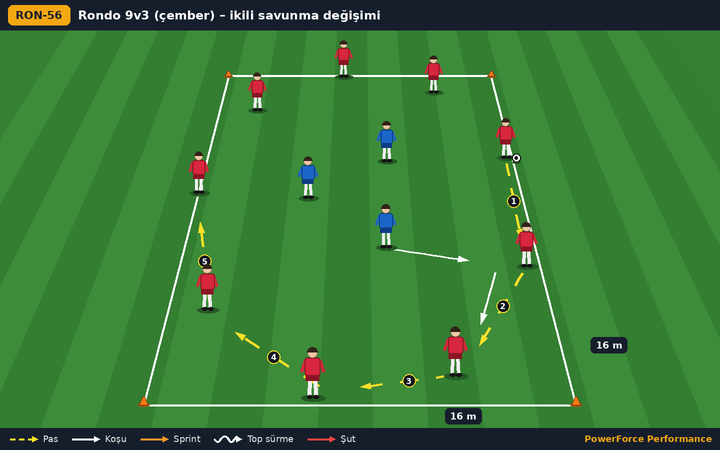 RON-56 Rondo 9v3 (çember) – ikili savunma değişimi
1
2
3
4
5
16 m
16 m
Pas Koşu Sprint Top sürme Şut PowerForce Performance